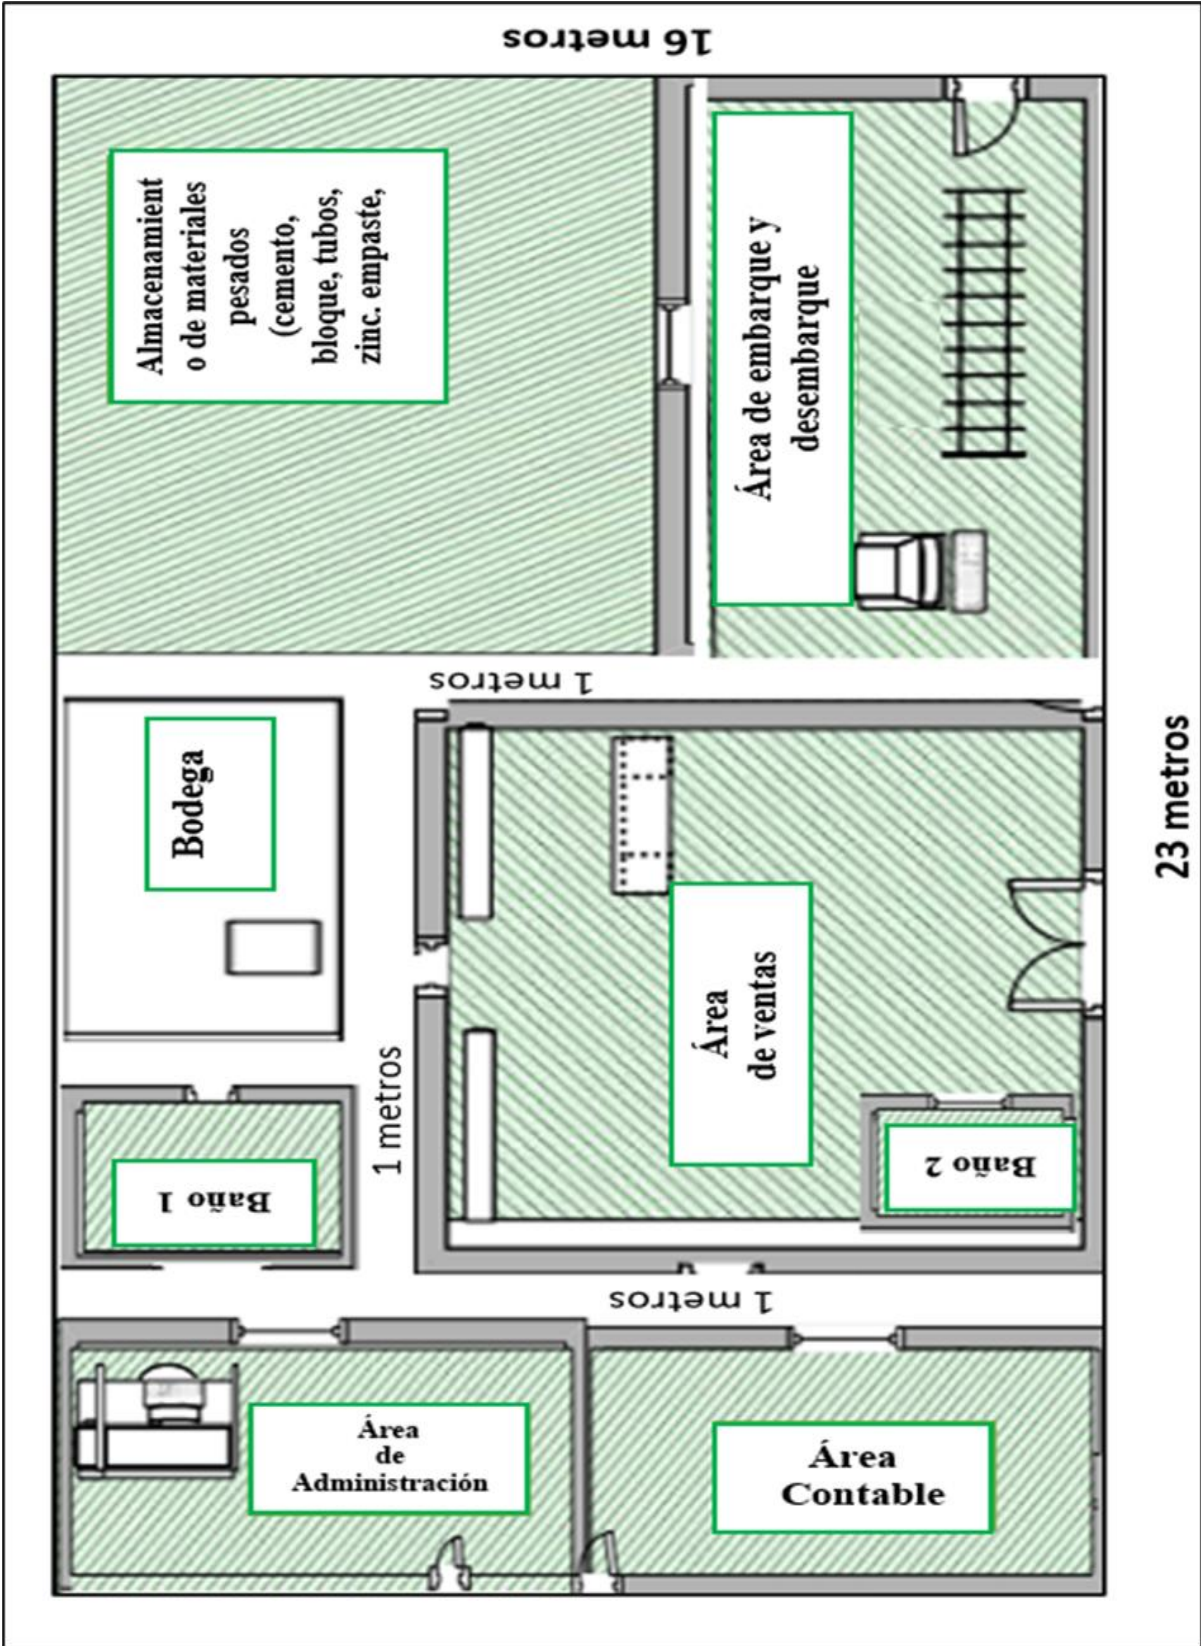 16 metros
Almacenamient
o de materiales
pesados
(cemento,
bloque, tubos,
zinc. empaste,
Área de embarque y
desembarque
1 metros
Bodega
23 metros
Área
de ventas
1 metros
Baño 1
Baño 2
1 metros
Área
de
Administración
Área
Contable